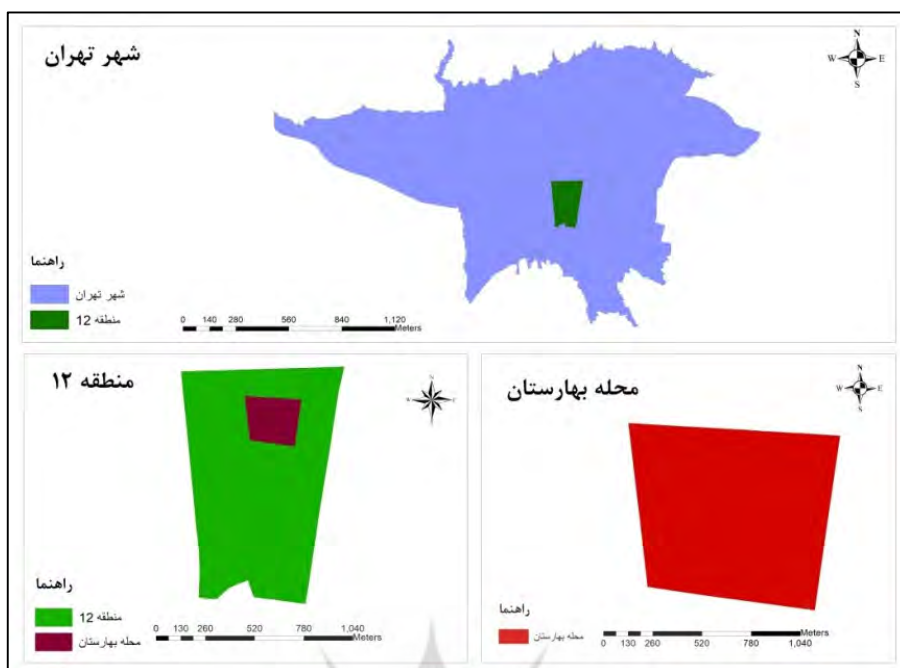 شهر تهران
N
W E
S
راهنما
شهر تهران
منطقه 12
0 140 280 560 840 1,120
Meters
منطقه ۱۲
راهنما
منطقه 12
محله بهارستان
0 130 260 520 780 1,040
Meters
محله بهارستان
N
W E
S
راهنما
محله بهارستان
0 130 260 520 780 1,040
Meters